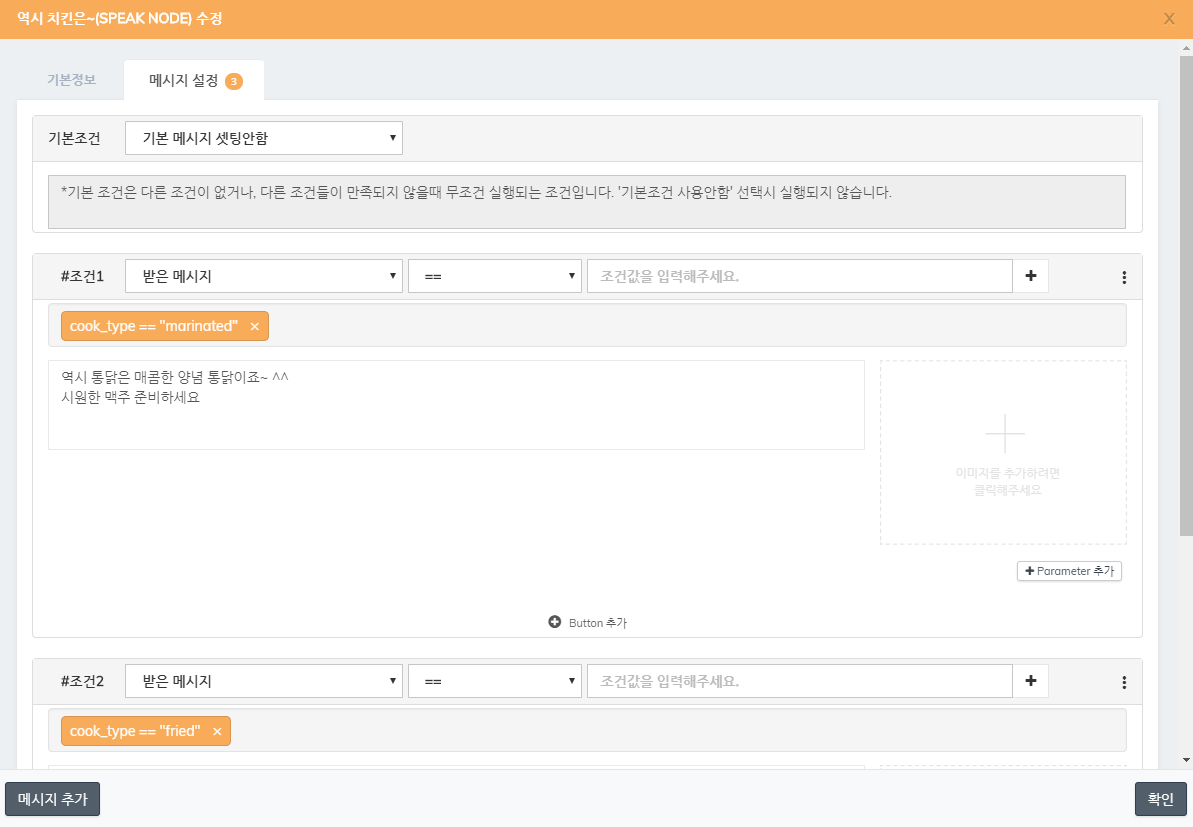 역시 치킨은~(SPEAK NODE) 수정
X
기본정보
메시지 설정 3
기본조건 기본 메시지 셋팅안함
*기본 조건은 다른 조건이 없거나, 다른 조건들이 만족되지 않을때 무조건 실행되는 조건입니다. '기본조건 사용안함' 선택시 실행되지 않습니다.
#조건1 받은 메시지 == 조건값을 입력해주세요. +
cook_type == "marinated" ×
역시 통닭은 매콤한 양념 통닭이죠~ ^^
시원한 맥주 준비하세요
이미지를 추가하려면
클릭해주세요
+ Parameter 추가
Button 추가
#조건2 받은 메시지 == 조건값을 입력해주세요. +
cook_type == "fried" ×
메시지 추가
확인